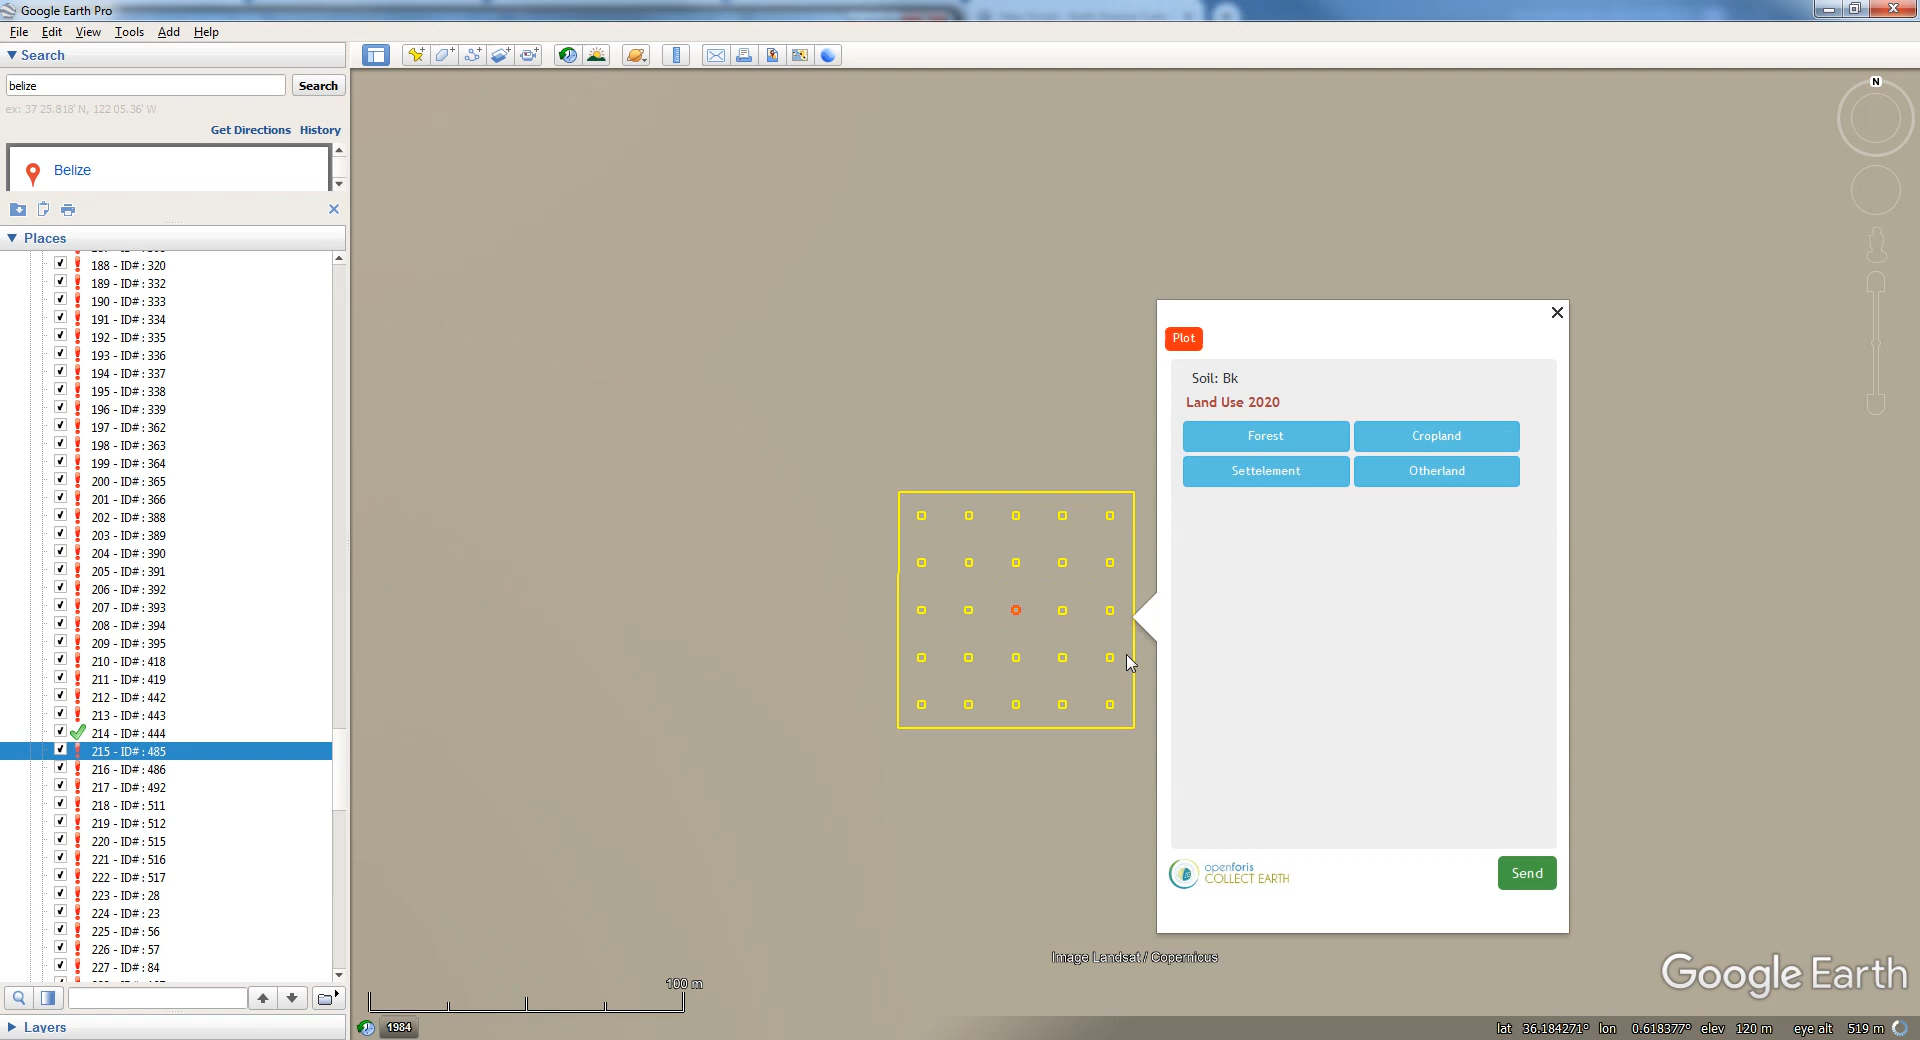 Google Earth Pro
File Edit View Tools Add Help
Search
belize
Search
ex: 37 25.818' N, 122 05.36' W
Get Directions History
Belize
Places
188 - ID# : 320
189 - ID# : 332
190 - ID# : 333
191 - ID# : 334
192 - ID# : 335
193 - ID# : 336
194 - ID# : 337
195 - ID# : 338
196 - ID# : 339
197 - ID# : 362
198 - ID# : 363
199 - ID# : 364
200 - ID# : 365
201 - ID# : 366
202 - ID# : 388
203 - ID# : 389
204 - ID# : 390
205 - ID# : 391
206 - ID# : 392
207 - ID# : 393
208 - ID# : 394
209 - ID# : 395
210 - ID# : 418
211 - ID# : 419
212 - ID# : 442
213 - ID# : 443
214 - ID# : 444
215 - ID# : 485
216 - ID# : 486
217 - ID# : 492
218 - ID# : 511
219 - ID# : 512
220 - ID# : 515
221 - ID# : 516
222 - ID# : 517
223 - ID# : 28
224 - ID# : 23
225 - ID# : 56
226 - ID# : 57
227 - ID# : 84
Layers
N
Plot
Soil: Bk
Land Use 2020
Forest Cropland
Settelement Otherland
openforis
COLLECT EARTH
Send
Image Landsat / Copernicus
Google Earth
100 m
1984
lat 36.184271° lon 0.618377° elev 120 m eye alt 519 m